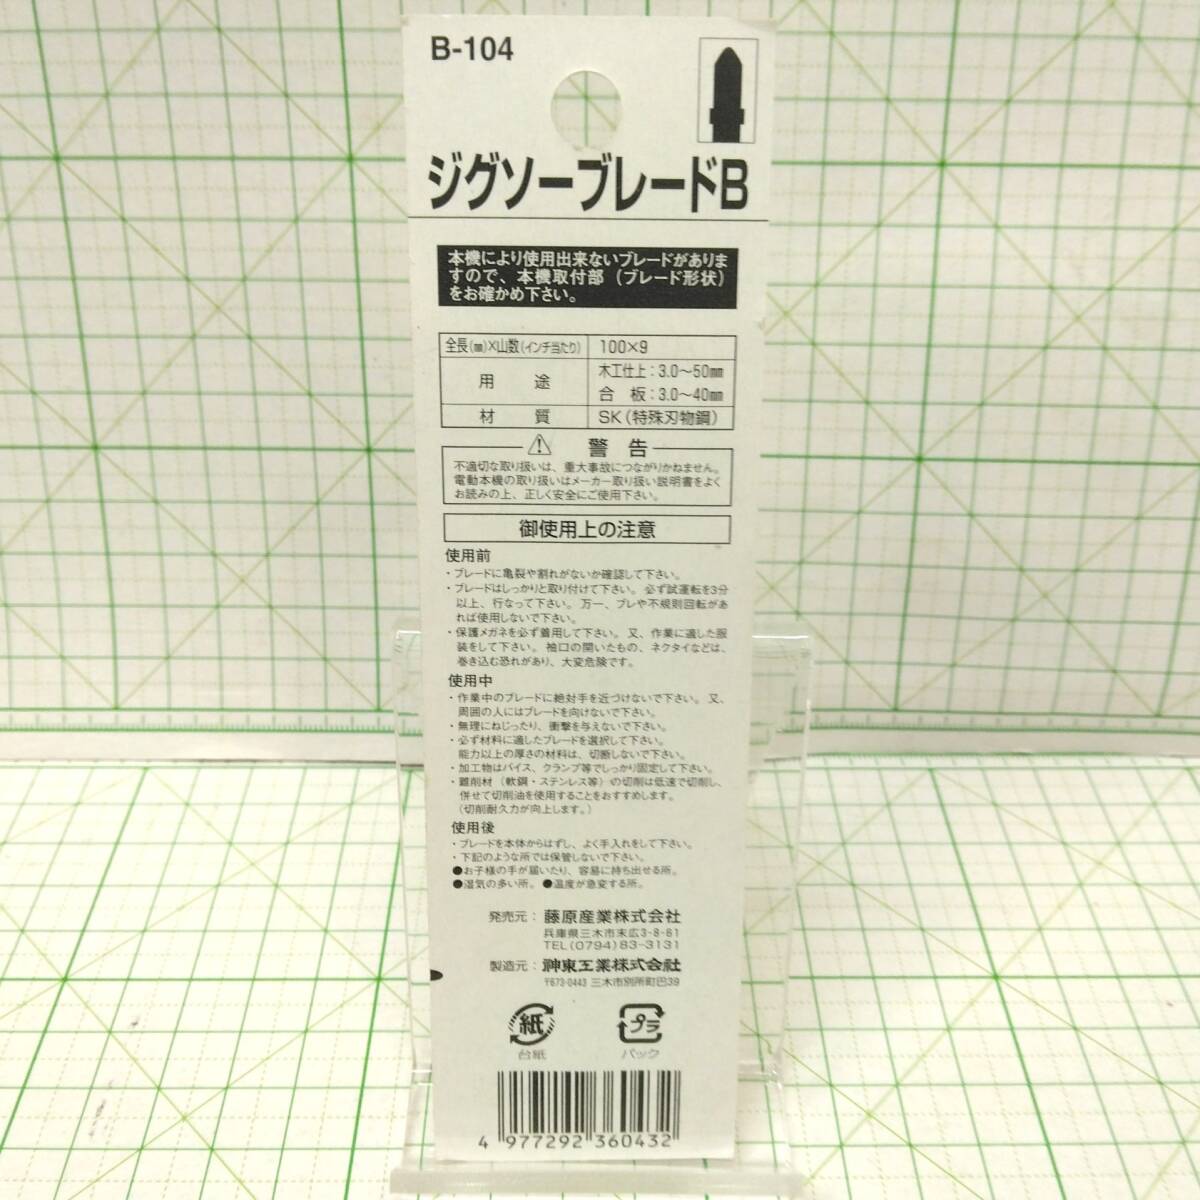 B-104
ジグソーブレードB
本機により使用出来ないブレードがありま
すので、本機取付部（ブレード形状）
をお確かめ下さい。
全長(㎜)×山数(インチ当たり) 100×9
用途 木工仕上：3.0～50㎜
合板：3.0～40㎜
材質 SK（特殊刃物鋼）
警告
不適切な取り扱いは、重大事故につながりかねません。
電動本機の取り扱いはメーカー取り扱い説明書をよく
お読みの上、正しく安全にご使用下さい。
御使用上の注意
使用前
・ブレードに亀裂や割れがないか確認して下さい。
・ブレードはしっかりと取り付けて下さい。必ず試運転を3分
以上、行なって下さい。万一、ブレや不規則回転があ
れば使用しないで下さい。
・保護メガネを必ず着用して下さい。又、作業に適した服
装をして下さい。袖口の開いたもの、ネクタイなどは、
巻き込む恐れがあり、大変危険です。
使用中
・作業中のブレードに絶対手を近づけないで下さい。又、
周囲の人にはブレードを向けないで下さい。
・無理にねじったり、衝撃を与えないで下さい。
・必ず材料に適したブレードを選択して下さい。
能力以上の厚さの材料は、切断しないで下さい。
・加工物はバイス、クランプ等でしっかり固定して下さい。
・難削材（軟鋼・ステンレス等）の切削は低速で切削し、
併せて切削油を使用することをおすすめします。
（切削耐久力が向上します。）
使用後
・ブレードを本体からはずし、よく手入れをして下さい。
・下記のような所では保管しないで下さい。
●お子様の手が届いたり、容易に持ち出せる所。
●湿気の多い所。●温度が急変する所。
発売元：藤原産業株式会社
兵庫県三木市末広3-8-61
TEL(0794)83-3131
製造元：神東工業株式会社
〒673-0443 三木市別所町巴39
紙 プラ
台紙 パック
4 977292 360432